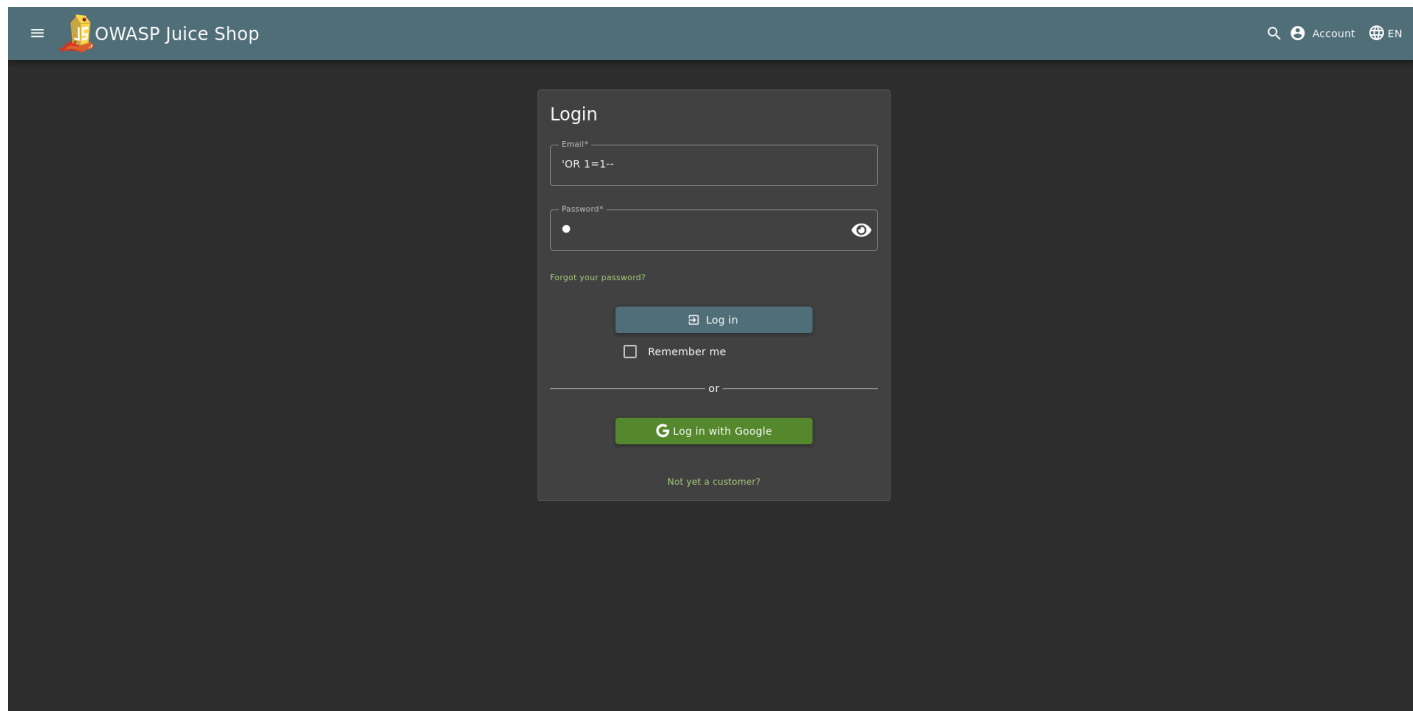 OWASP Juice Shop
Account
EN
Login
Email*
'OR 1=1--
Password*
Forgot your password?
Log in
Remember me
or
Log in with Google
Not yet a customer?